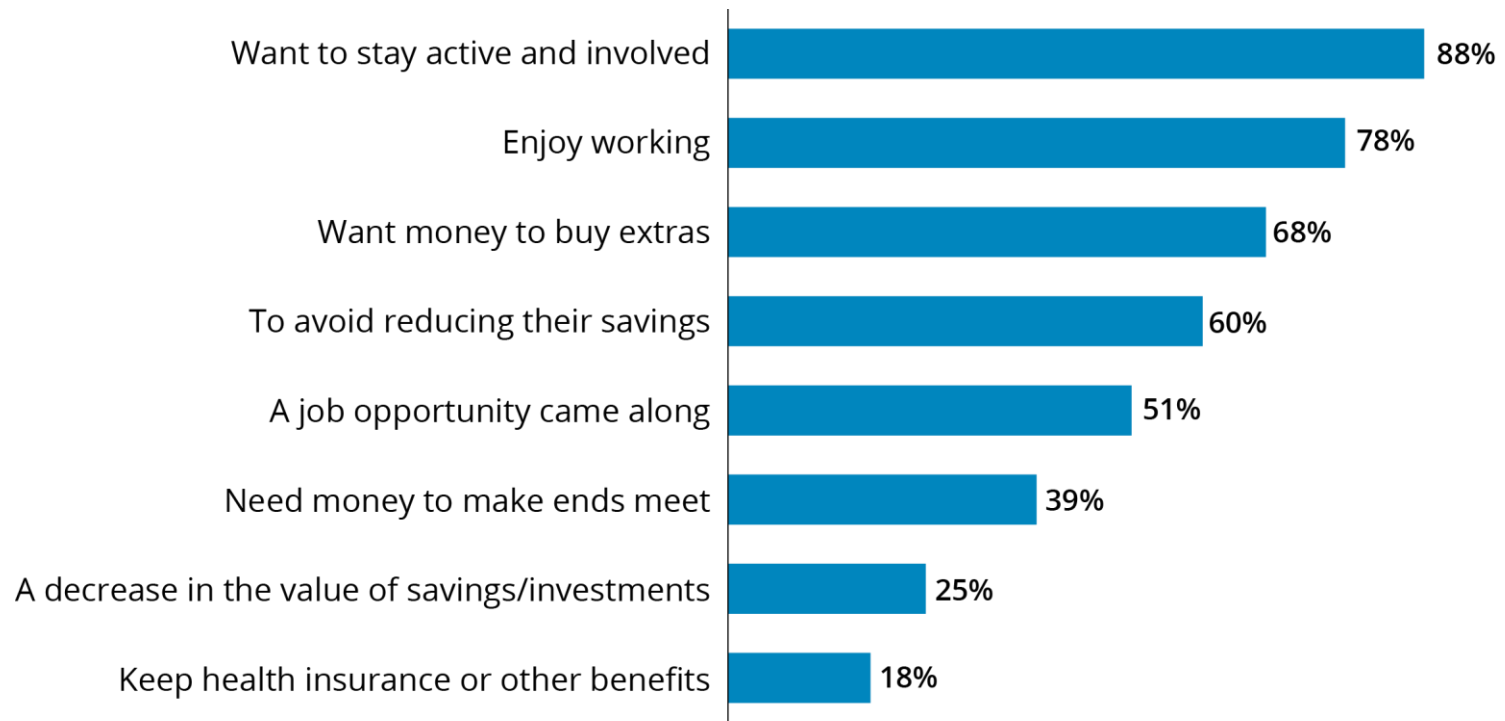 Want to stay active and involved 88%
Enjoy working 78%
Want money to buy extras 68%
To avoid reducing their savings 60%
A job opportunity came along 51%
Need money to make ends meet 39%
A decrease in the value of savings/investments 25%
Keep health insurance or other benefits 18%